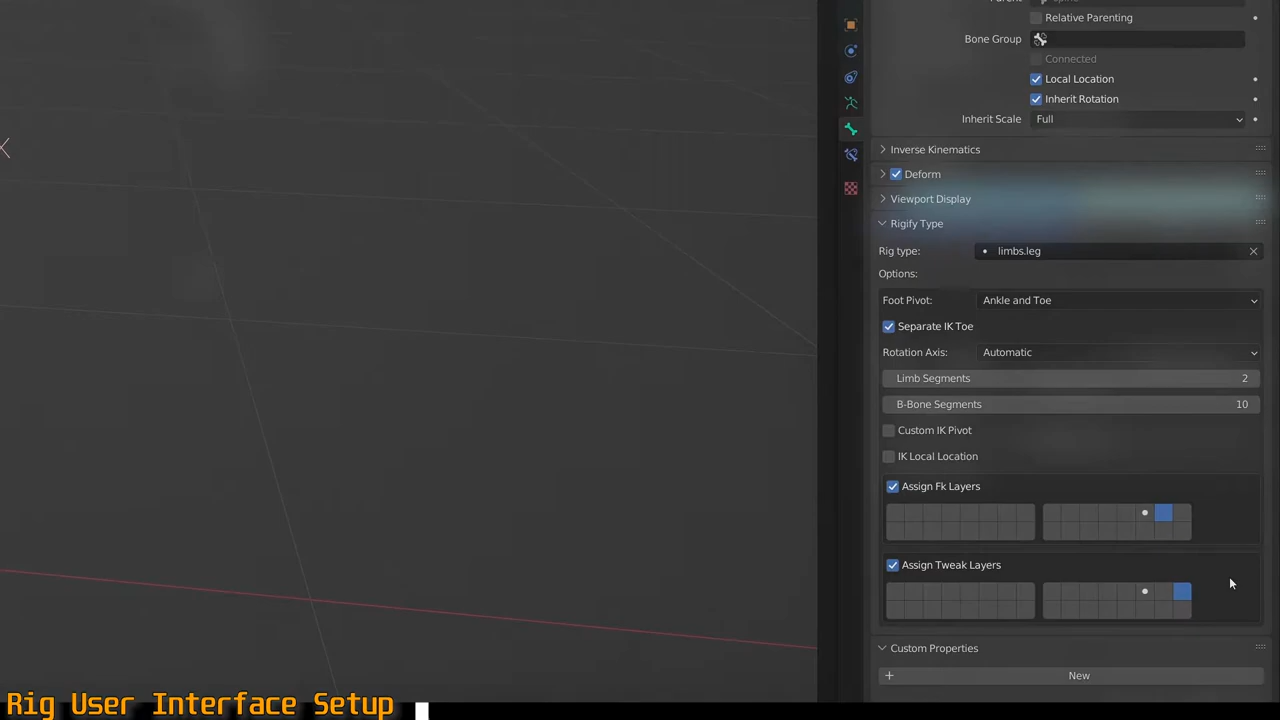 Relative Parenting
Bone Group
Connected
Local Location
Inherit Rotation
Inherit Scale Full
Inverse Kinematics
Deform
Viewport Display
Rigify Type
Rig type: limbs.leg
Options:
Foot Pivot: Ankle and Toe
Separate IK Toe
Rotation Axis: Automatic
Limb Segments 2
B-Bone Segments 10
Custom IK Pivot
IK Local Location
Assign Fk Layers
Assign Tweak Layers
Custom Properties
New
Rig User Interface Setup